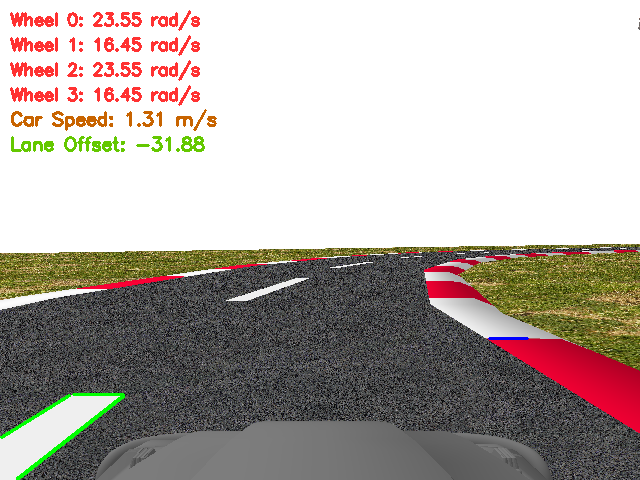 Wheel 0: 23.55 rad/s
Wheel 1: 16.45 rad/s
Wheel 2: 23.55 rad/s
Wheel 3: 16.45 rad/s
Car Speed: 1.31 m/s
Lane Offset: -31.88